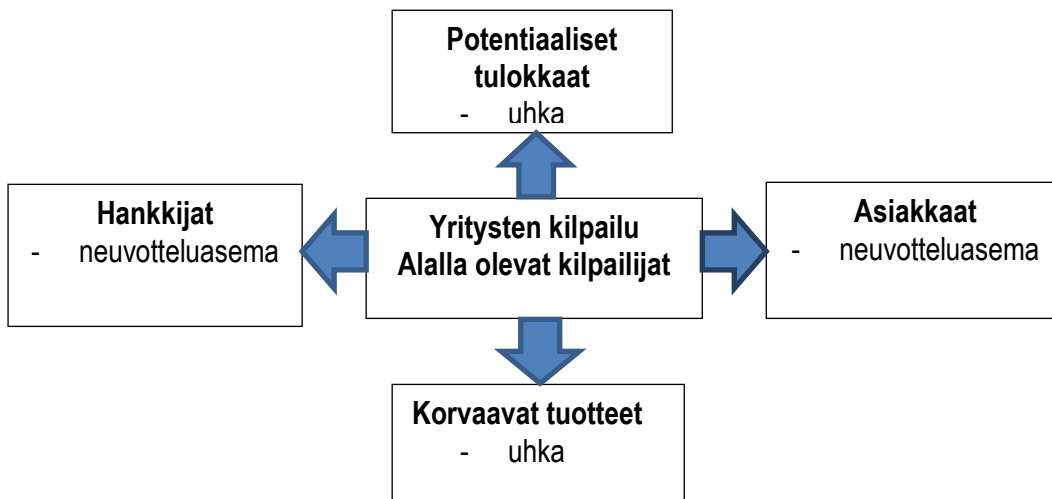 Potentiaaliset
tulokkaat
- uhka
Hankkijat
- neuvotteluasema
Yritysten kilpailu
Alalla olevat kilpailijat
Asiakkaat
- neuvotteluasema
Korvaavat tuotteet
- uhka